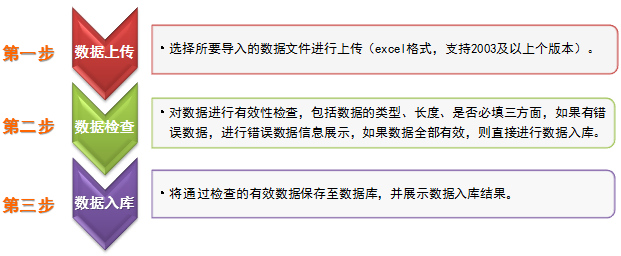 第一步
数据上传
• 选择所要导入的数据文件进行上传（excel格式，支持2003及以上个版本）。
第二步
数据检查
• 对数据进行有效性检查，包括数据的类型、长度、是否必填三方面，如果有错
误数据，进行错误数据信息展示，如果数据全部有效，则直接进行数据入库。
第三步
数据入库
• 将通过检查的有效数据保存至数据库，并展示数据入库结果。